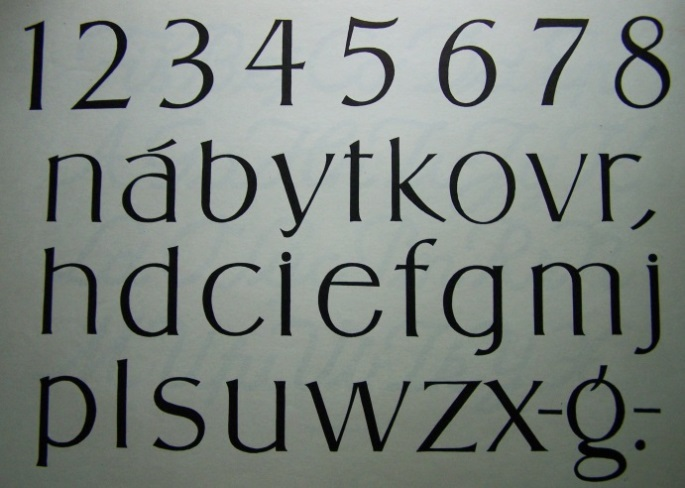 12345678
nábytkovr,
hdciefgmj
plsuwzx-ǵ.-